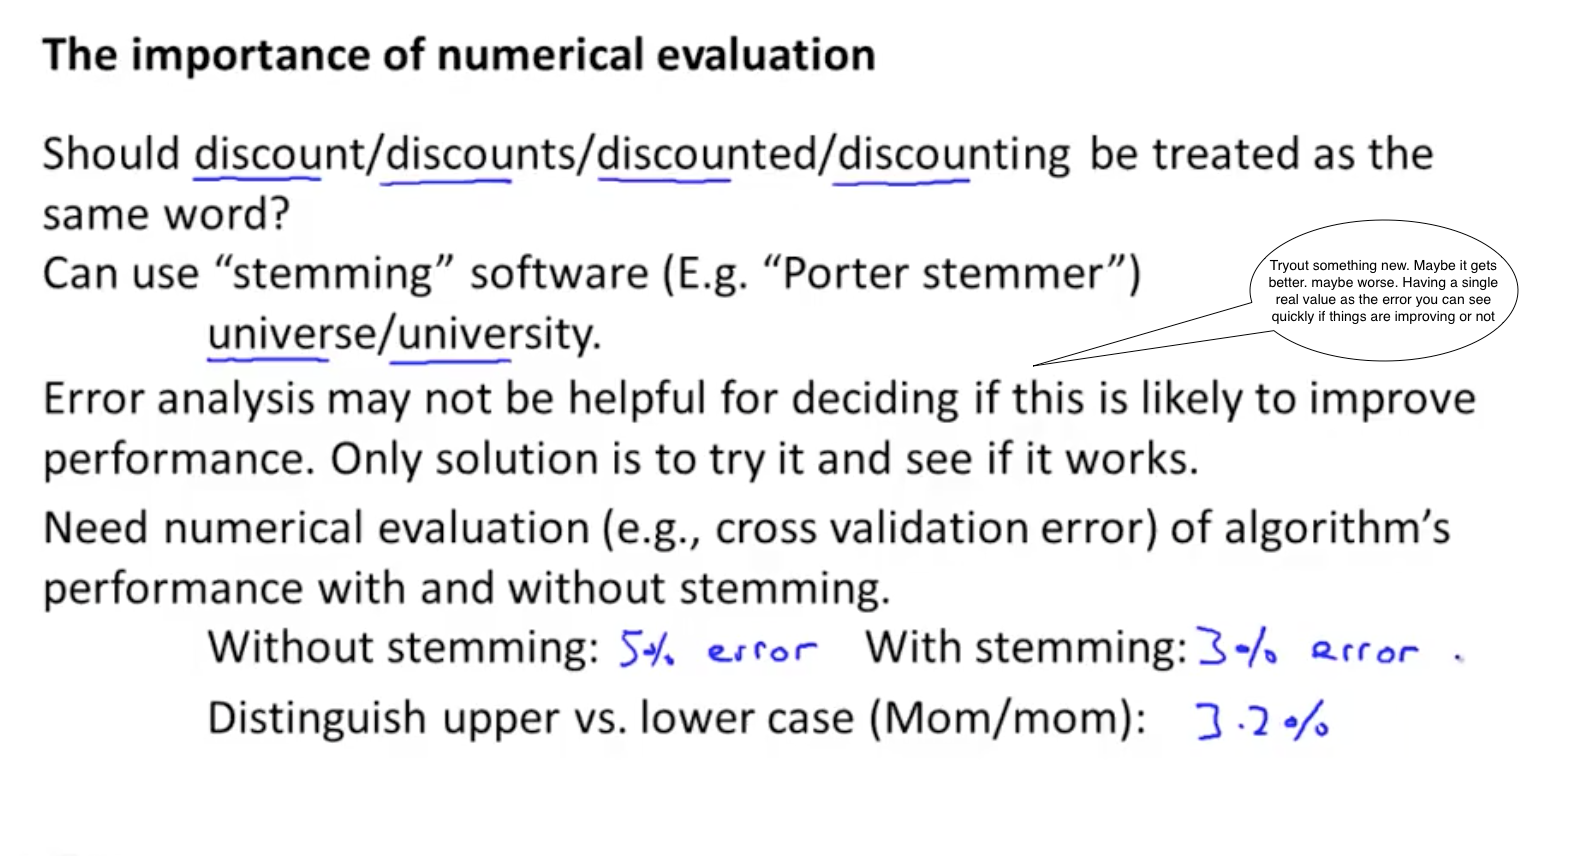 The importance of numerical evaluation
Should discount/discounts/discounted/discounting be treated as the
same word?
Can use “stemming” software (E.g. “Porter stemmer”)
universe/university.
Tryout something new. Maybe it gets
better. maybe worse. Having a single
real value as the error you can see
quickly if things are improving or not
Error analysis may not be helpful for deciding if this is likely to improve
performance. Only solution is to try it and see if it works.
Need numerical evaluation (e.g., cross validation error) of algorithm’s
performance with and without stemming.
Without stemming: 5% error With stemming: 3% error .
Distinguish upper vs. lower case (Mom/mom): 3.2%